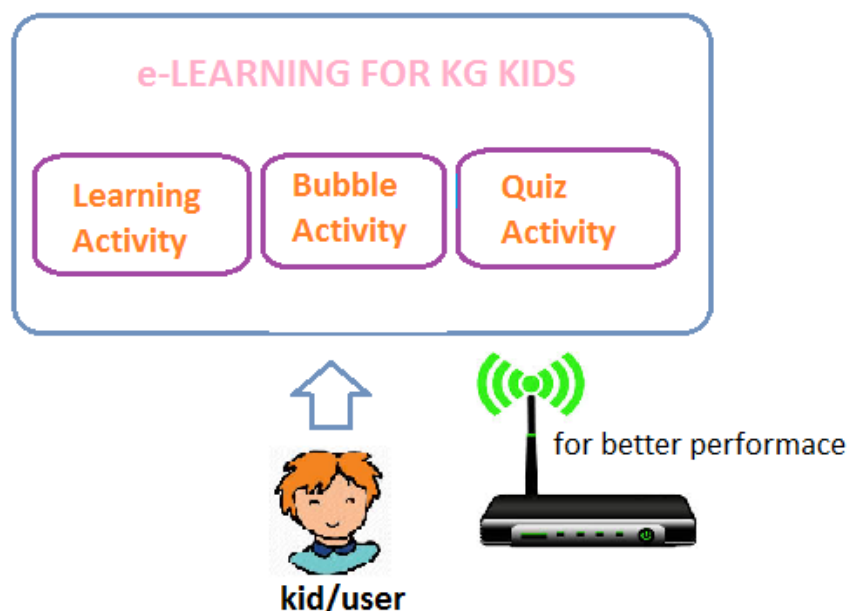 e-LEARNING FOR KG KIDS
Learning
Activity
Bubble
Activity
Quiz
Activity
for better performace
kid/user